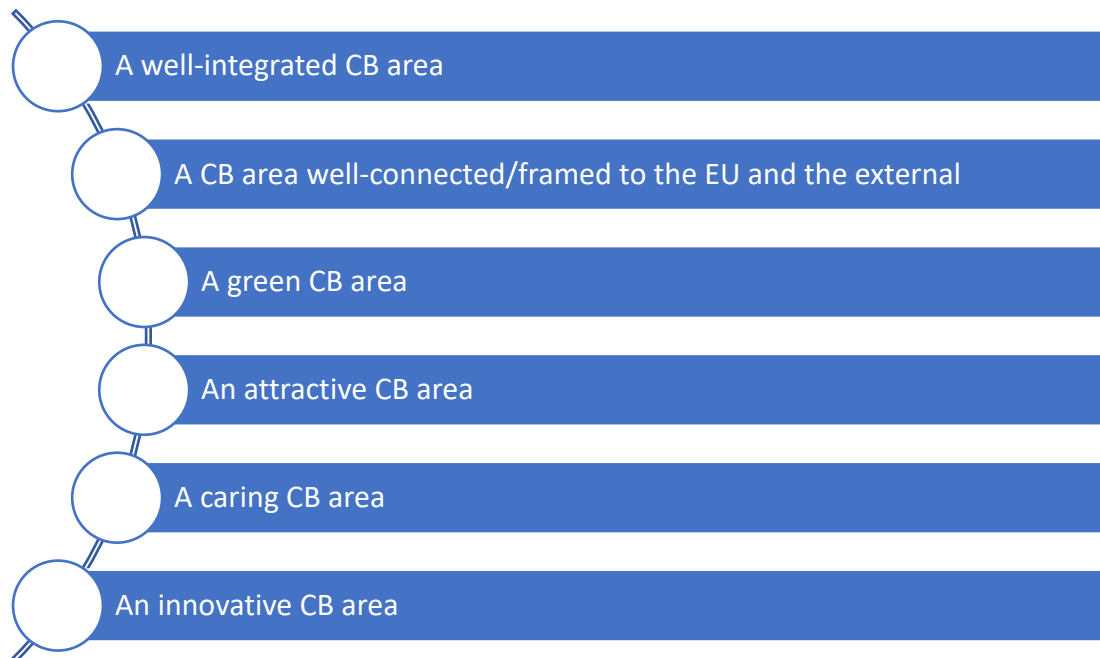 A well-integrated CB area
A CB area well-connected/framed to the EU and the external
A green CB area
An attractive CB area
A caring CB area
An innovative CB area